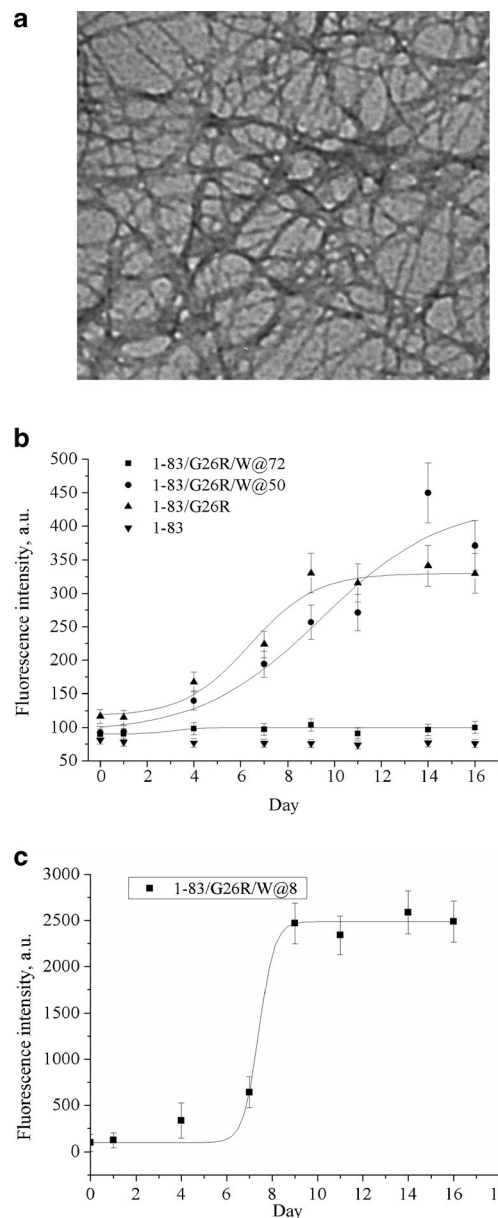 a
b
1-83/G26R/W@72
1-83/G26R/W@50
1-83/G26R
1-83
Fluorescence intensity, a.u.
500
450
400
350
300
250
200
150
100
50
0 2 4 6 8 10 12 14 16
Day
c
1-83/G26R/W@8
Fluorescence intensity, a.u.
3000
2500
2000
1500
1000
500
0
0 2 4 6 8 10 12 14 16 18
Day